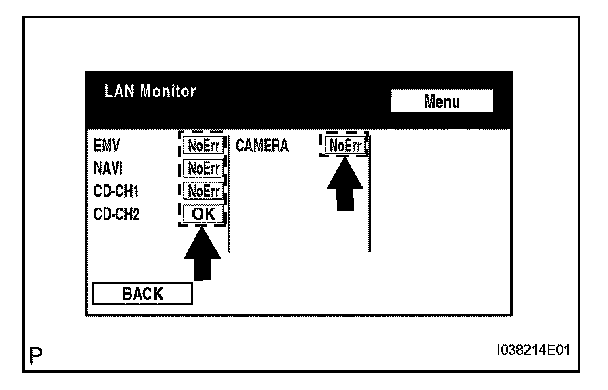 LAN Monitor
Menu
EMV NoErr CAMERA NoErr
NAVI NoErr
CD-CH1 NoErr
CD-CH2 OK
BACK
P I038214E01